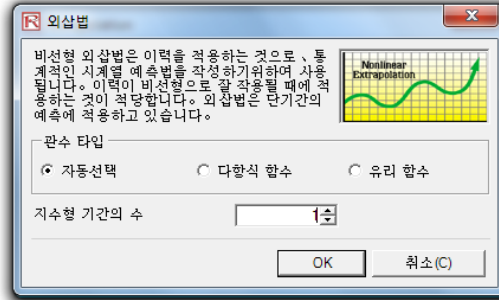 외삽법
비선형 외삽법은 이력을 적용하는 것으로、통
계적인 시계열 예측법을 작성하기위하여 사용
됩니다。이력이 비선형으로 잘 작용될 때에 적
용하는 것이 적당합니다。외삽법은 단기간의
예측에 적용하고 있습니다。
Nonlinear
Extrapolation
관수 타입
자동선택 다항식 함수 유리 함수
지수형 기간의 수 1
OK 취소(C)